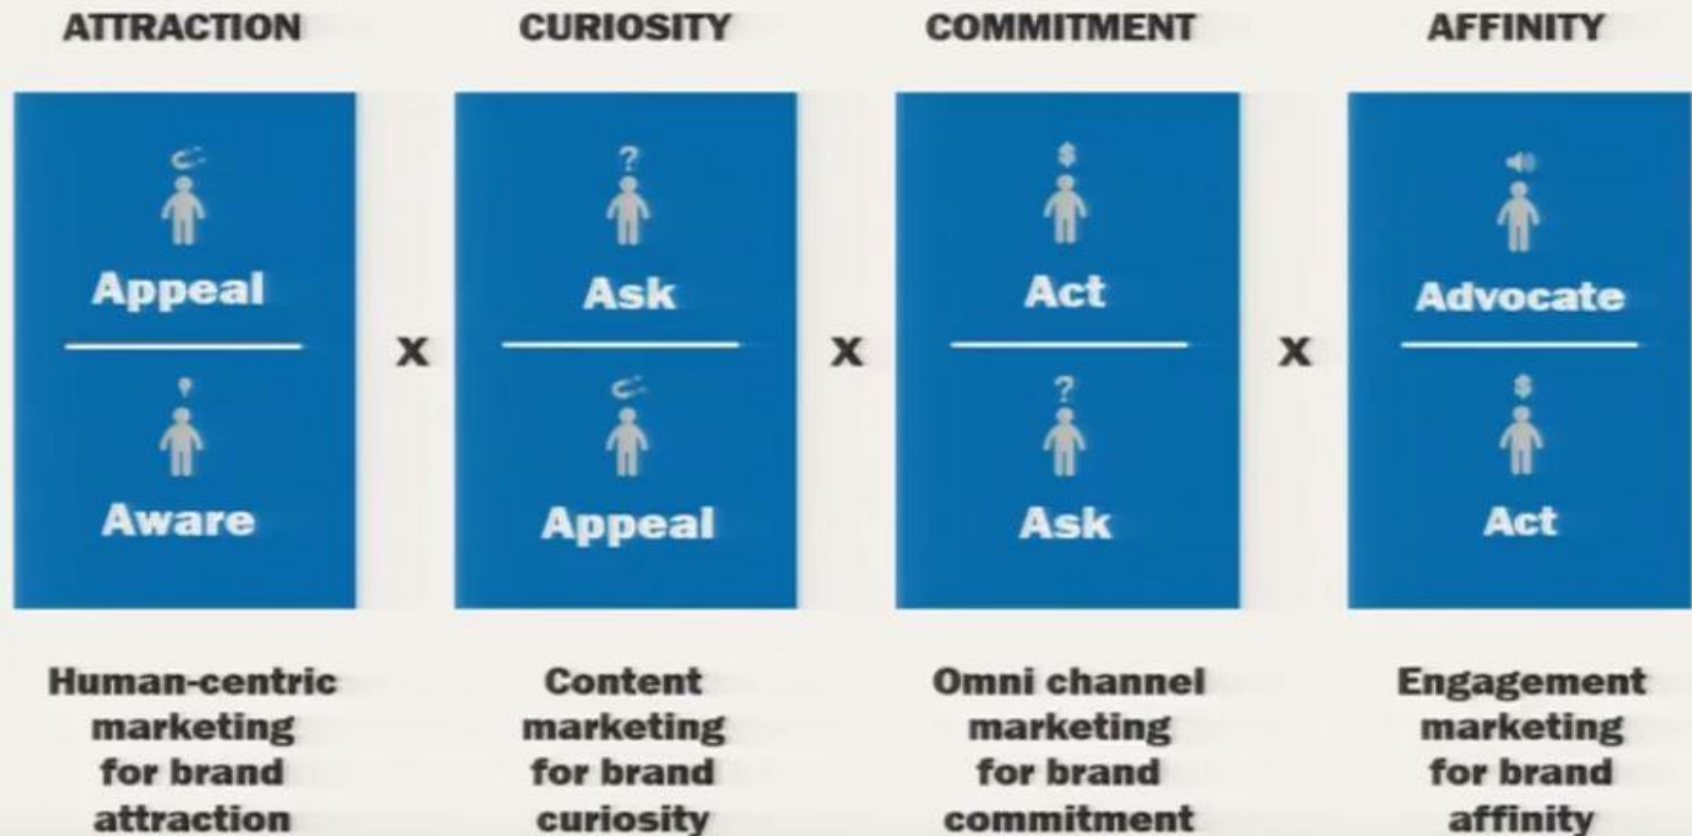 ATTRACTION
CURIOSITY
COMMITMENT
AFFINITY
Appeal
Aware
x
?
Ask
Appeal
x
$
Act
?
Ask
x
Advocate
$
Act
Human-centric
marketing
for brand
attraction
Content
marketing
for brand
curiosity
Omni channel
marketing
for brand
commitment
Engagement
marketing
for brand
affinity